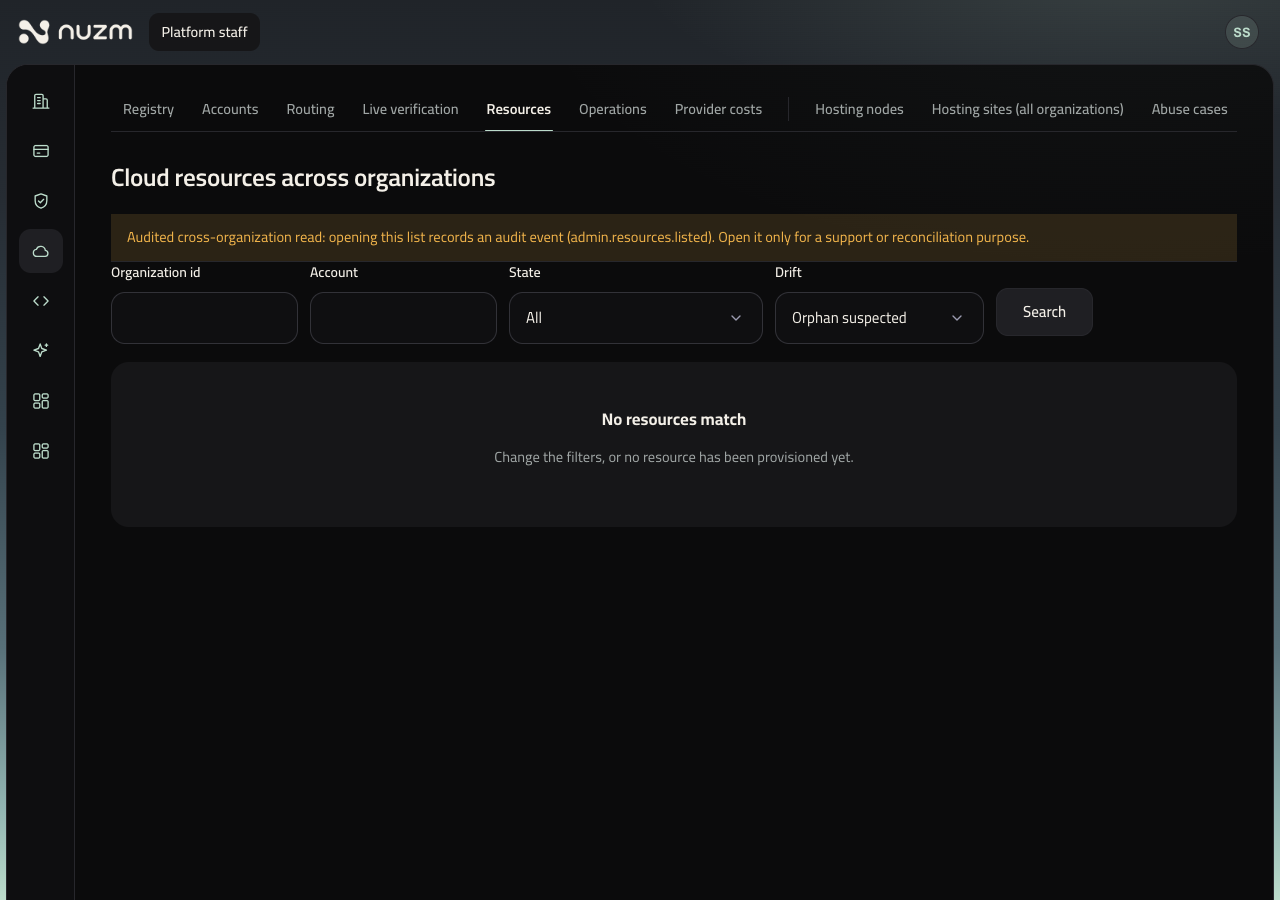 nuzm
Platform staff
SS
Registry
Accounts
Routing
Live verification
Resources
Operations
Provider costs
Hosting nodes
Hosting sites (all organizations)
Abuse cases
Cloud resources across organizations
Audited cross-organization read: opening this list records an audit event (admin.resources.listed). Open it only for a support or reconciliation purpose.
Organization id
Account
State
Drift
All
Orphan suspected
Search
No resources match
Change the filters, or no resource has been provisioned yet.